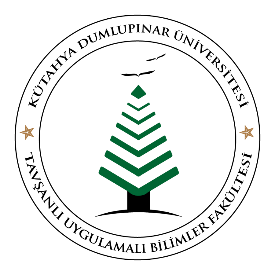 KÜTAHYA DUMLUPINAR ÜNİVERSİTESİ
TAVŞANLI UYGULAMALI BİLİMLER FAKÜLTESİ